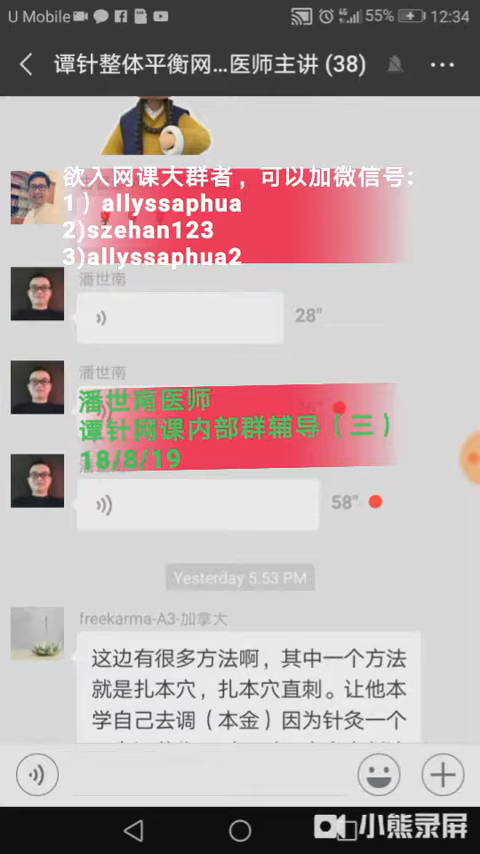 U Mobile
4G
55%
12:34
谭针整体平衡网...医师主讲 (38)
欲入网课大群者，可以加微信号:
1）allyssaphua
2)szehan123
3)allyssaphua2
潘世南
28"
潘世南
潘世南医师
谭针网课内部群辅导（三）
18/8/19
58"
Yesterday 5.53 PM
freekarma-A3-加拿大
这边有很多方法啊，其中一个方法
就是扎本穴，扎本穴直刺。让他本
学自己去调（本金）因为针灸一个
小熊录屏